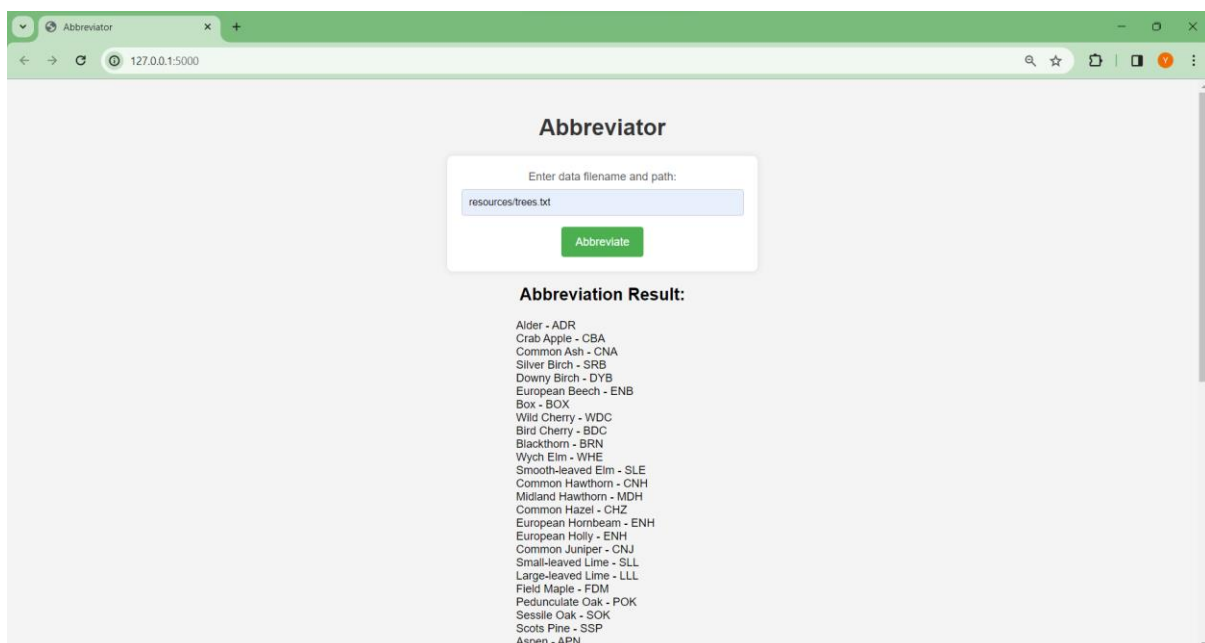 Abbreviator
127.0.0.1:5000
Y
Abbreviator
Enter data filename and path:
resources/trees.txt
Abbreviate
Abbreviation Result:
Alder - ADR
Crab Apple - CBA
Common Ash - CNA
Silver Birch - SRB
Downy Birch - DYB
European Beech - ENB
Box - BOX
Wild Cherry - WDC
Bird Cherry - BDC
Blackthorn - BRN
Wych Elm - WHE
Smooth-leaved Elm - SLE
Common Hawthorn - CNH
Midland Hawthorn - MDH
Common Hazel - CHZ
European Hornbeam - ENH
European Holly - ENH
Common Juniper - CNJ
Small-leaved Lime - SLL
Large-leaved Lime - LLL
Field Maple - FDM
Pedunculate Oak - POK
Sessile Oak - SOK
Scots Pine - SSP
Aspen - APN